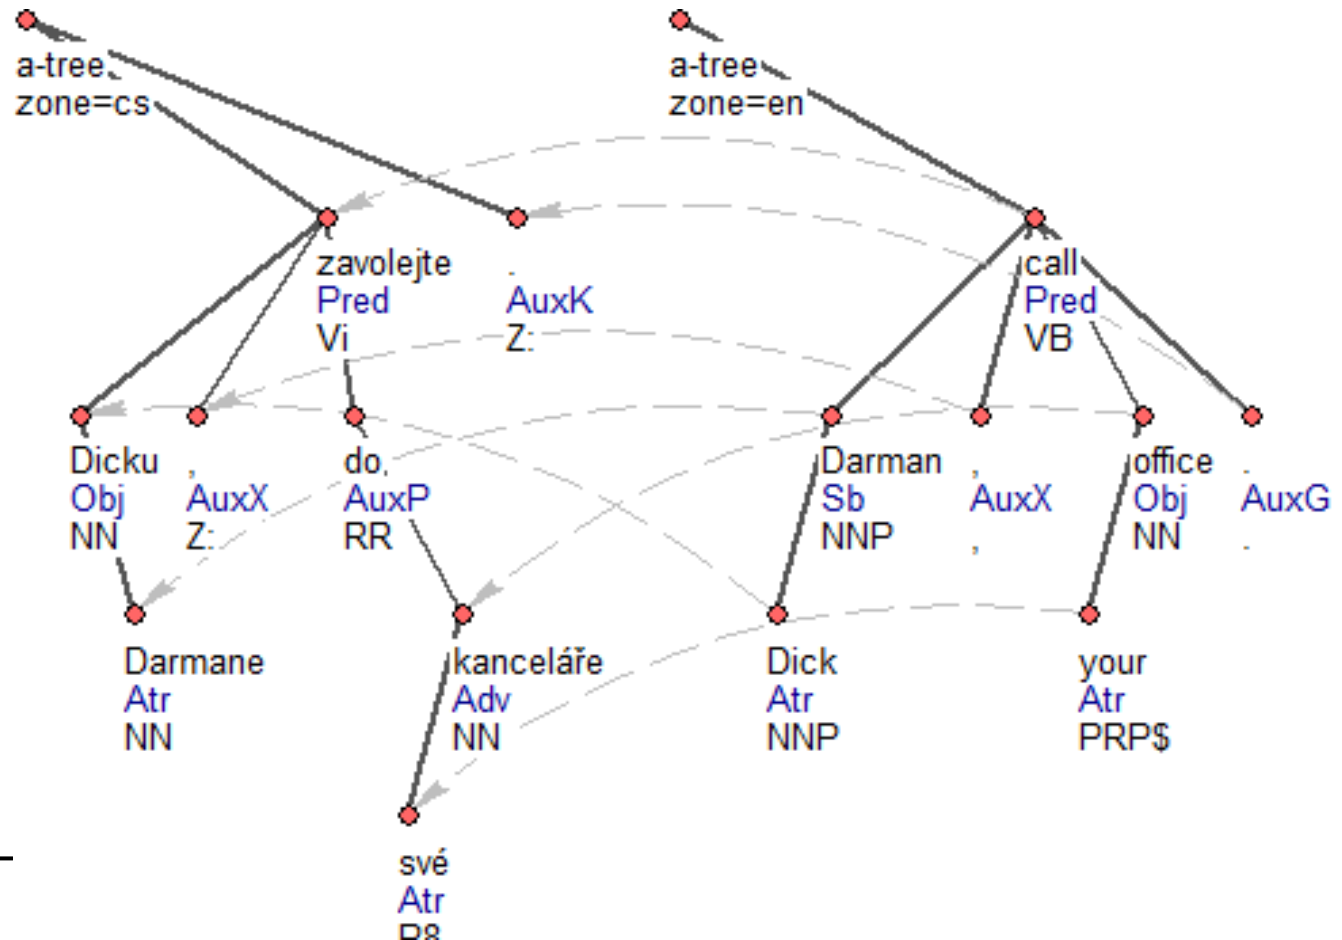 a-tree
zone=cs
a-tree
zone=en
zavolejte
Pred
Vi
.
AuxK
Z:
call
Pred
VB
Dicku
Obj
NN
,
AuxX
Z:
do
AuxP
RR
Darman
Sb
NNP
,
AuxX
,
office
Obj
NN
.
AuxG
.
Darmane
Atr
NN
kanceláře
Adv
NN
Dick
Atr
NNP
your
Atr
PRP$
své
Atr
P8